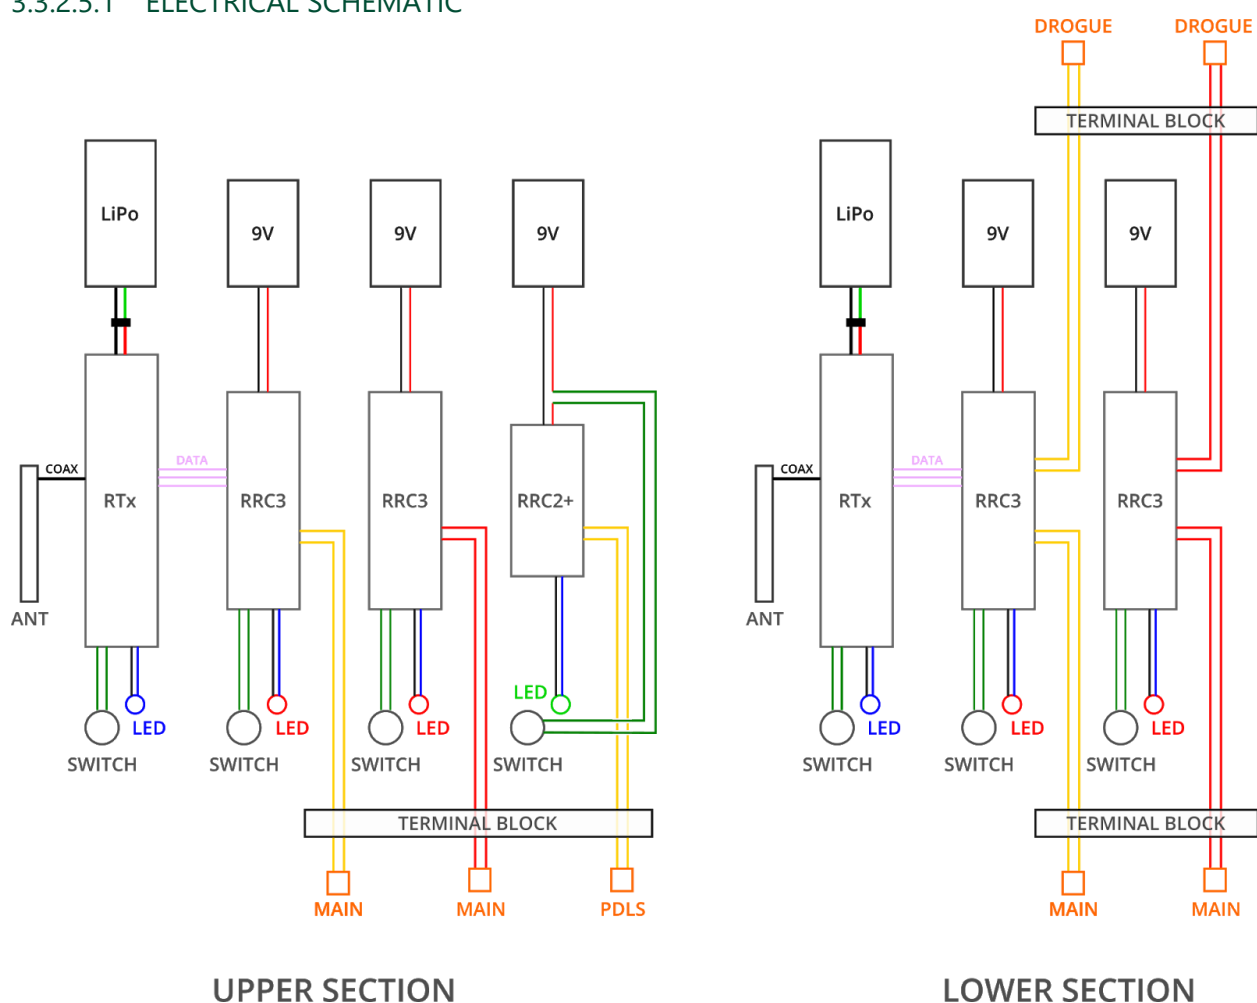 3.3.2.5.1 ELECTRICAL SCHEMATIC
DROGUE DROGUE
TERMINAL BLOCK
LiPo 9V 9V 9V
LiPo 9V 9V
COAX DATA
RTx RRC3 RRC3 RRC2+
ANT
COAX DATA
RTx RRC3 RRC3
ANT
LED
LED LED LED
SWITCH SWITCH SWITCH SWITCH
LED LED LED
SWITCH SWITCH SWITCH
TERMINAL BLOCK
MAIN MAIN PDLS
TERMINAL BLOCK
MAIN MAIN
UPPER SECTION
LOWER SECTION